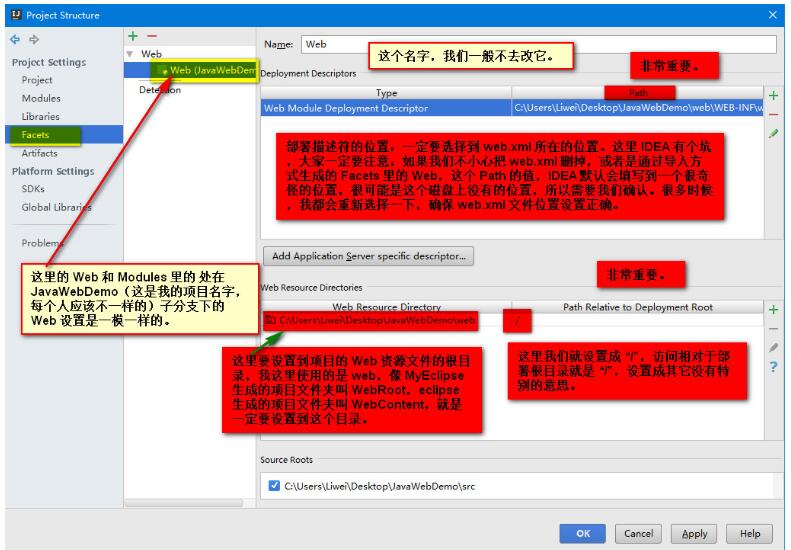 Project Structure
Name: Web
这个名字，我们一般不去改它。
非常重要。
Project Settings
Project
Modules
Libraries
Facets
Artifacts
Platform Settings
SDKs
Global Libraries
Problems
Web
Web (JavaWebDem
Detection
Deployment Descriptors
Type
Path
Web Module Deployment Descriptor
C:\Users\Liwei\Desktop\JavaWebDemo\web\WEB-INF\w
部署描述符的位置。一定要选择到 web.xml 所在的位置。这里 IDEA 有个坑
，大家一定要注意。如果我们不小心把 web.xml 删掉，或者是通过导入方
式生成的 Facets 里的 Web，这个 Path 的值，IDEA 默认会填写到一个很奇
怪的位置，很可能是这个磁盘上没有的位置，所以需要我们确认。很多时候
，我都会重新选择一下，确保 web.xml 文件位置设置正确。
Add Application Server specific descriptor...
这里的 Web 和 Modules 里的 处在
JavaWebDemo（这是我的项目名字，
每个人应该不一样的）子分支下的
Web 设置是一模一样的。
非常重要。
Web Resource Directories
Web Resource Directory
Path Relative to Deployment Root
C:\Users\Liwei\Desktop\JavaWebDemo\web
/
这里要设置到项目的 Web 资源文件的根目
录，我这里使用的是 web，像 MyEclipse
生成的项目文件夹叫 WebRoot，eclipse
生成的项目文件夹叫 WebContent，就是
一定要设置到这个目录。
这里我们就设置成 “/”，访问相对于部
署根目录就是 “/”，设置成其它没有特
别的意思。
Source Roots
C:\Users\Liwei\Desktop\JavaWebDemo\src
OK
Cancel
Apply
Help